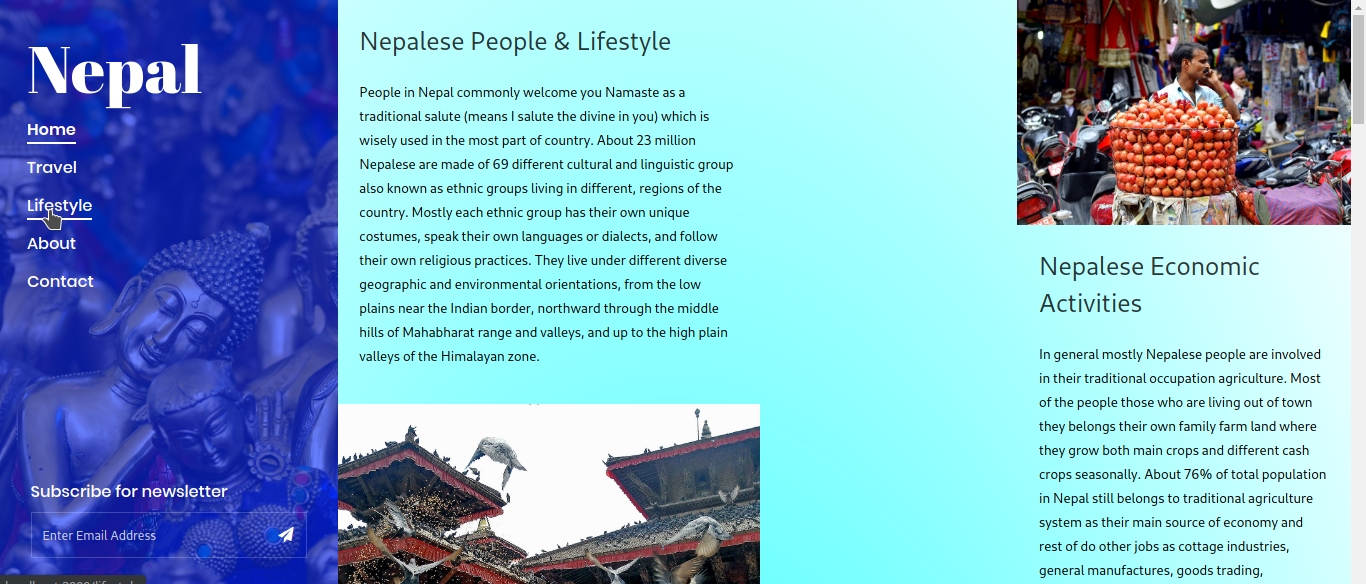 Nepal
Home
Travel
Lifestyle
About
Contact
Subscribe for newsletter
Enter Email Address
Nepalese People & Lifestyle
People in Nepal commonly welcome you Namaste as a
traditional salute (means I salute the divine in you) which is
wisely used in the most part of country. About 23 million
Nepalese are made of 69 different cultural and linguistic group
also known as ethnic groups living in different, regions of the
country. Mostly each ethnic group has their own unique
costumes, speak their own languages or dialects, and follow
their own religious practices. They live under different diverse
geographic and environmental orientations, from the low
plains near the Indian border, northward through the middle
hills of Mahabharat range and valleys, and up to the high plain
valleys of the Himalayan zone.
Nepalese Economic
Activities
In general mostly Nepalese people are involved
in their traditional occupation agriculture. Most
of the people those who are living out of town
they belongs their own family farm land where
they grow both main crops and different cash
crops seasonally. About 76% of total population
in Nepal still belongs to traditional agriculture
system as their main source of economy and
rest of do other jobs as cottage industries,
general manufactures, goods trading,